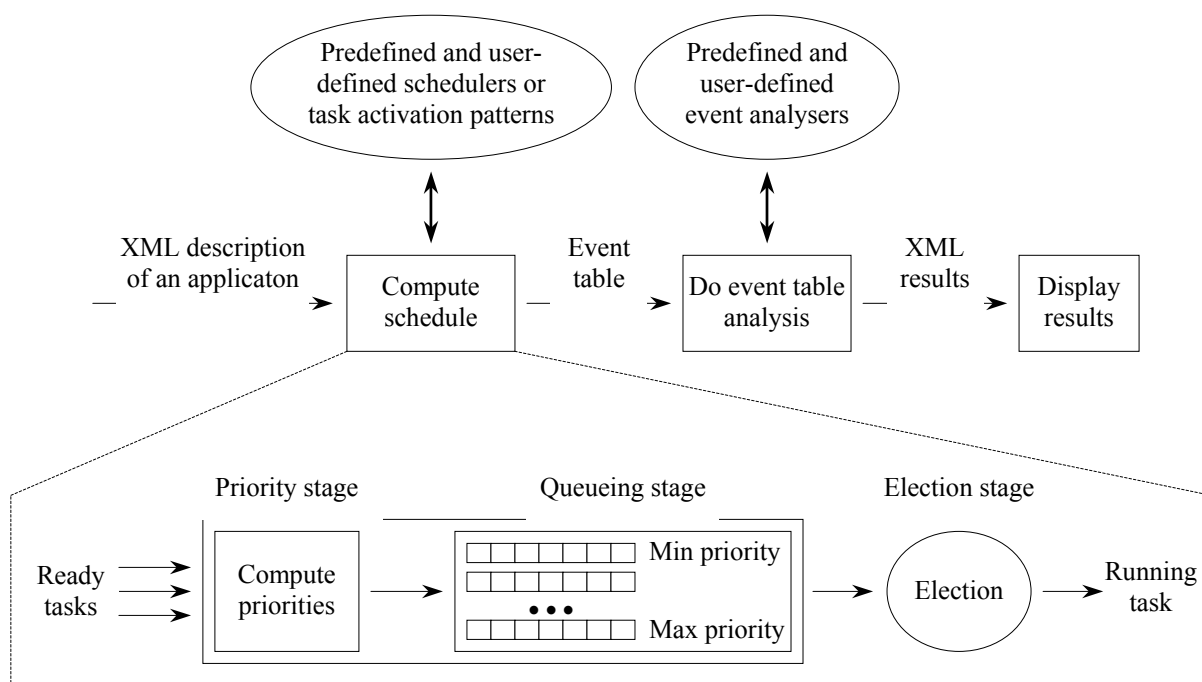 Predefined and user-
defined schedulers or
task activation patterns
Predefined and
user-defined
event analysers
XML description
of an applicaton
Compute
schedule
Event
table
Do event table
analysis
XML
results
Display
results
Priority stage
Queueing stage
Election stage
Ready
tasks
Compute
priorities
Min priority
Max priority
Election
Running
task